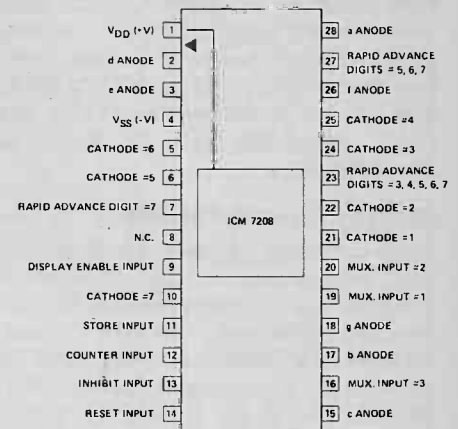 VDD (+V) 1
d ANODE 2
e ANODE 3
VSS (-V) 4
CATHODE =6 5
CATHODE =5 6
RAPID ADVANCE DIGIT =7 7
N.C. 8
DISPLAY ENABLE INPUT 9
CATHODE =7 10
STORE INPUT 11
COUNTER INPUT 12
INHIBIT INPUT 13
RESET INPUT 14
ICM 7208
28 a ANODE
27 RAPID ADVANCE
DIGITS = 5, 6, 7
26 f ANODE
25 CATHODE =4
24 CATHODE =3
23 RAPID ADVANCE
DIGITS = 3, 4, 5, 6, 7
22 CATHODE =2
21 CATHODE =1
20 MUX. INPUT =2
19 MUX. INPUT =1
18 g ANODE
17 b ANODE
16 MUX. INPUT =3
15 c ANODE